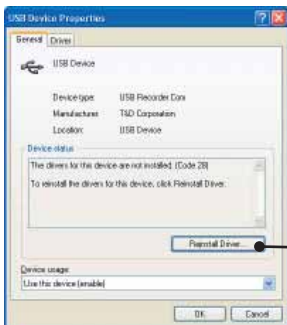 USB Device Properties
General Driver
USB Device
Device type: USB Recorder Com
Manufacturer: T&D Corporation
Location: USB Device
Device status
The drivers for this device are not installed. (Code 28)
To reinstall the drivers for this device, click Reinstall Driver.
Reinstall Driver...
Device usage:
Use this device (enable)
OK Cancel